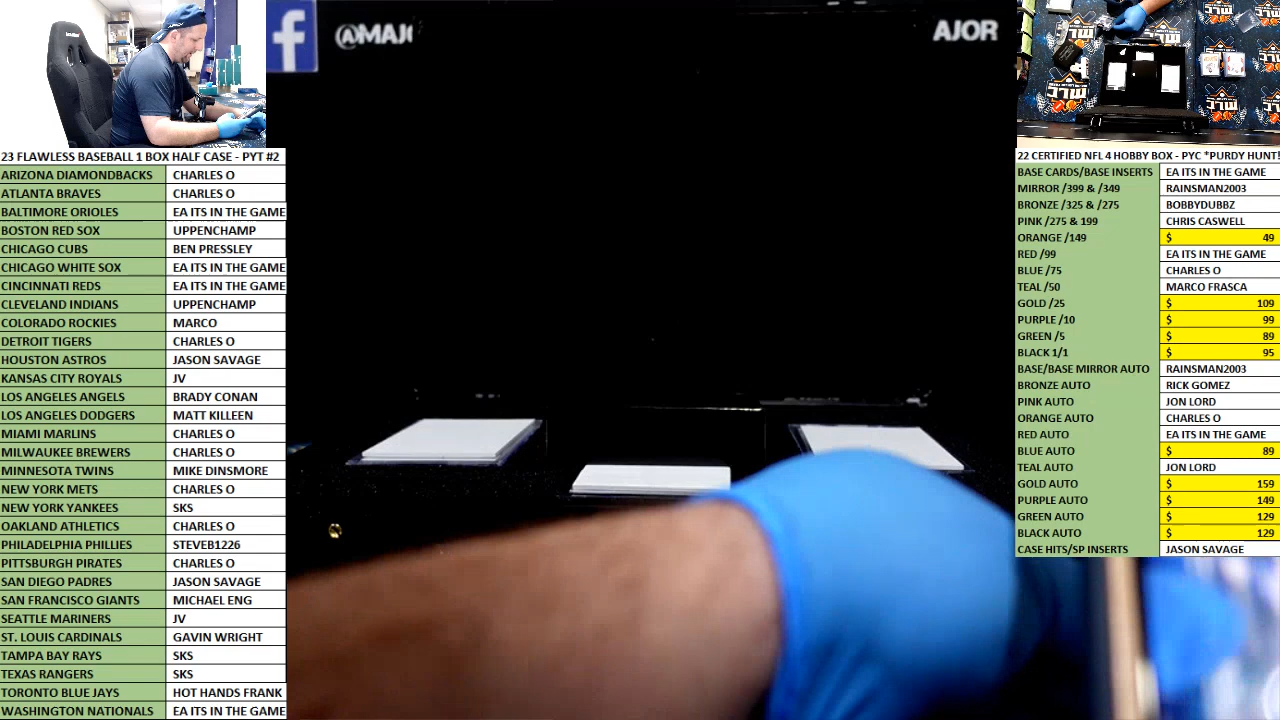 f @MAJO
AJOR
23 FLAWLESS BASEBALL 1 BOX HALF CASE - PYT #2
ARIZONA DIAMONDBACKS CHARLES O
ATLANTA BRAVES CHARLES O
BALTIMORE ORIOLES EA ITS IN THE GAME
BOSTON RED SOX UPPENCHAMP
CHICAGO CUBS BEN PRESSLEY
CHICAGO WHITE SOX EA ITS IN THE GAME
CINCINNATI REDS EA ITS IN THE GAME
CLEVELAND INDIANS UPPENCHAMP
COLORADO ROCKIES MARCO
DETROIT TIGERS CHARLES O
HOUSTON ASTROS JASON SAVAGE
KANSAS CITY ROYALS JV
LOS ANGELES ANGELS BRADY CONAN
LOS ANGELES DODGERS MATT KILLEEN
MIAMI MARLINS CHARLES O
MILWAUKEE BREWERS CHARLES O
MINNESOTA TWINS MIKE DINSMORE
NEW YORK METS CHARLES O
NEW YORK YANKEES SKS
OAKLAND ATHLETICS CHARLES O
PHILADELPHIA PHILLIES STEVEB1226
PITTSBURGH PIRATES CHARLES O
SAN DIEGO PADRES JASON SAVAGE
SAN FRANCISCO GIANTS MICHAEL ENG
SEATTLE MARINERS JV
ST. LOUIS CARDINALS GAVIN WRIGHT
TAMPA BAY RAYS SKS
TEXAS RANGERS SKS
TORONTO BLUE JAYS HOT HANDS FRANK
WASHINGTON NATIONALS EA ITS IN THE GAME
22 CERTIFIED NFL 4 HOBBY BOX - PYC *PURDY HUNT!
BASE CARDS/BASE INSERTS EA ITS IN THE GAME
MIRROR /399 & /349 RAINSMAN2003
BRONZE /325 & /275 BOBBYDUBBZ
PINK /275 & 199 CHRIS CASWELL
ORANGE /149 $ 49
RED /99 EA ITS IN THE GAME
BLUE /75 CHARLES O
TEAL /50 MARCO FRASCA
GOLD /25 $ 109
PURPLE /10 $ 99
GREEN /5 $ 89
BLACK 1/1 $ 95
BASE/BASE MIRROR AUTO RAINSMAN2003
BRONZE AUTO RICK GOMEZ
PINK AUTO JON LORD
ORANGE AUTO CHARLES O
RED AUTO EA ITS IN THE GAME
BLUE AUTO $ 89
TEAL AUTO JON LORD
GOLD AUTO $ 159
PURPLE AUTO $ 149
GREEN AUTO $ 129
BLACK AUTO $ 129
CASE HITS/SP INSERTS JASON SAVAGE